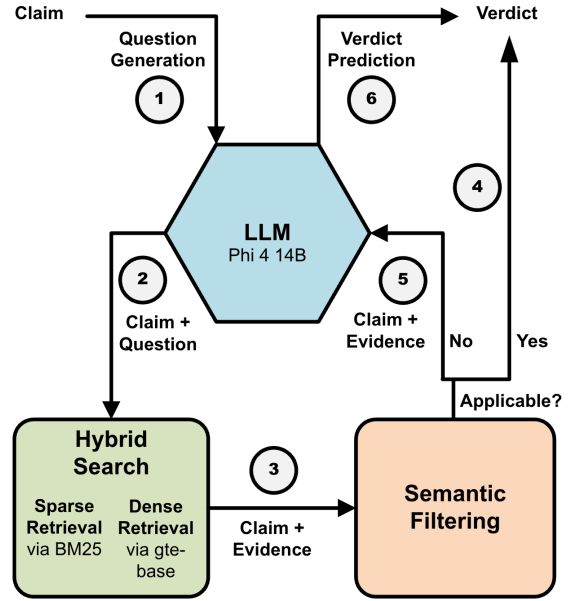 Claim
Verdict
Question
Generation
1
Verdict
Prediction
6
4
LLM
Phi 4 14B
2
Claim +
Question
5
Claim +
Evidence
No
Yes
Applicable?
Hybrid
Search
Sparse
Retrieval
via BM25
Dense
Retrieval
via gte-
base
3
Claim +
Evidence
Semantic
Filtering